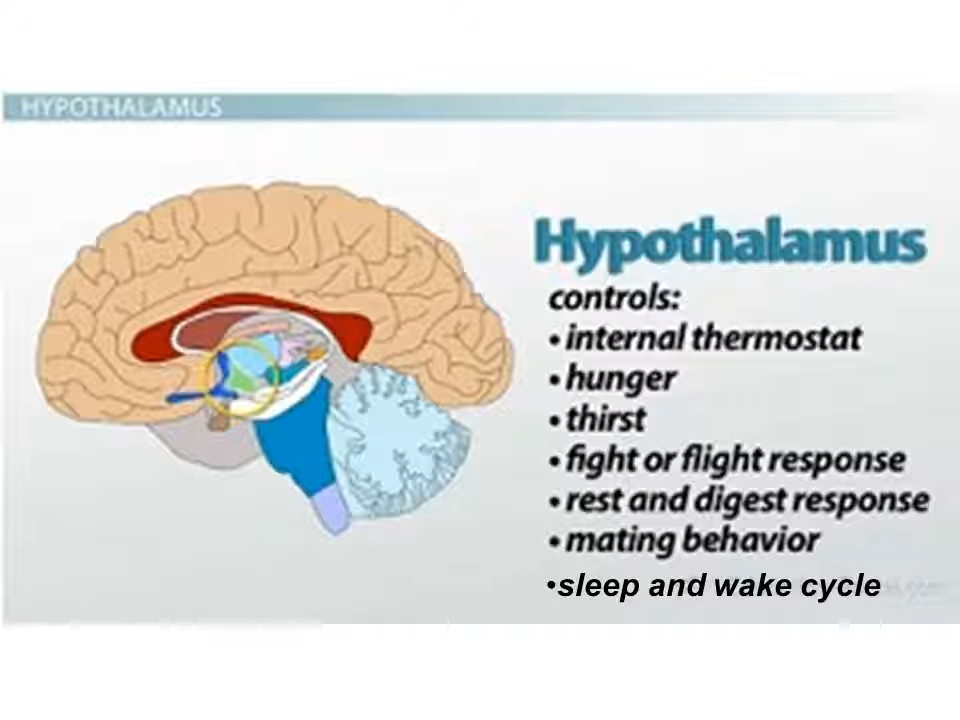 HYPOTHALAMUS
Hypothalamus
controls:
• internal thermostat
• hunger
• thirst
• fight or flight response
• rest and digest response
• mating behavior
•sleep and wake cycle